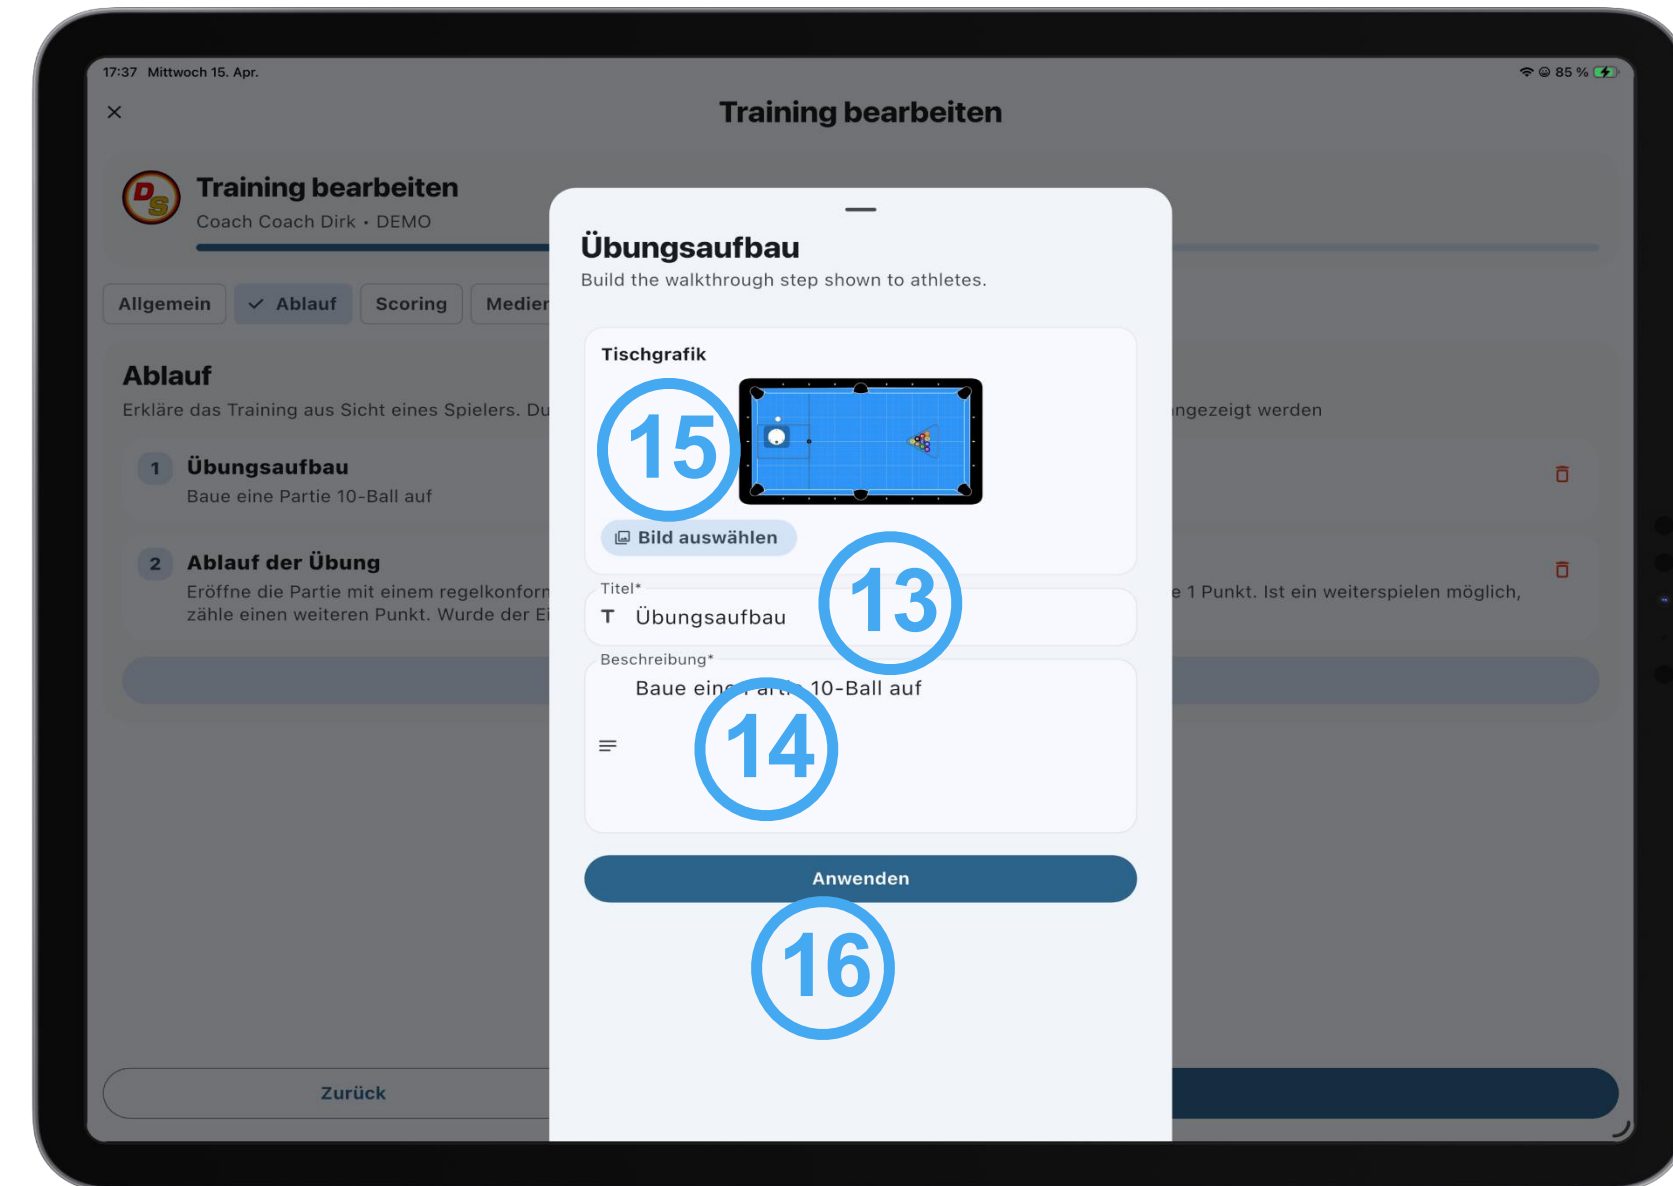 17:37 Mittwoch 15. Apr.
85 %
Training bearbeiten
DS
Training bearbeiten
Coach Coach Dirk • DEMO
Allgemein
Ablauf
Scoring
Medien
Ablauf
Erkläre das Training aus Sicht eines Spielers. Du
angezeigt werden
1 Übungsaufbau
Baue eine Partie 10-Ball auf
2 Ablauf der Übung
Eröffne die Partie mit einem regelkonform
e 1 Punkt. Ist ein weiterspielen möglich,
zähle einen weiteren Punkt. Wurde der Ei
Zurück
Übungsaufbau
Build the walkthrough step shown to athletes.
Tischgrafik
15
Bild auswählen
13
Titel*
Übungsaufbau
Beschreibung*
Baue eine Partie 10-Ball auf
14
Anwenden
16